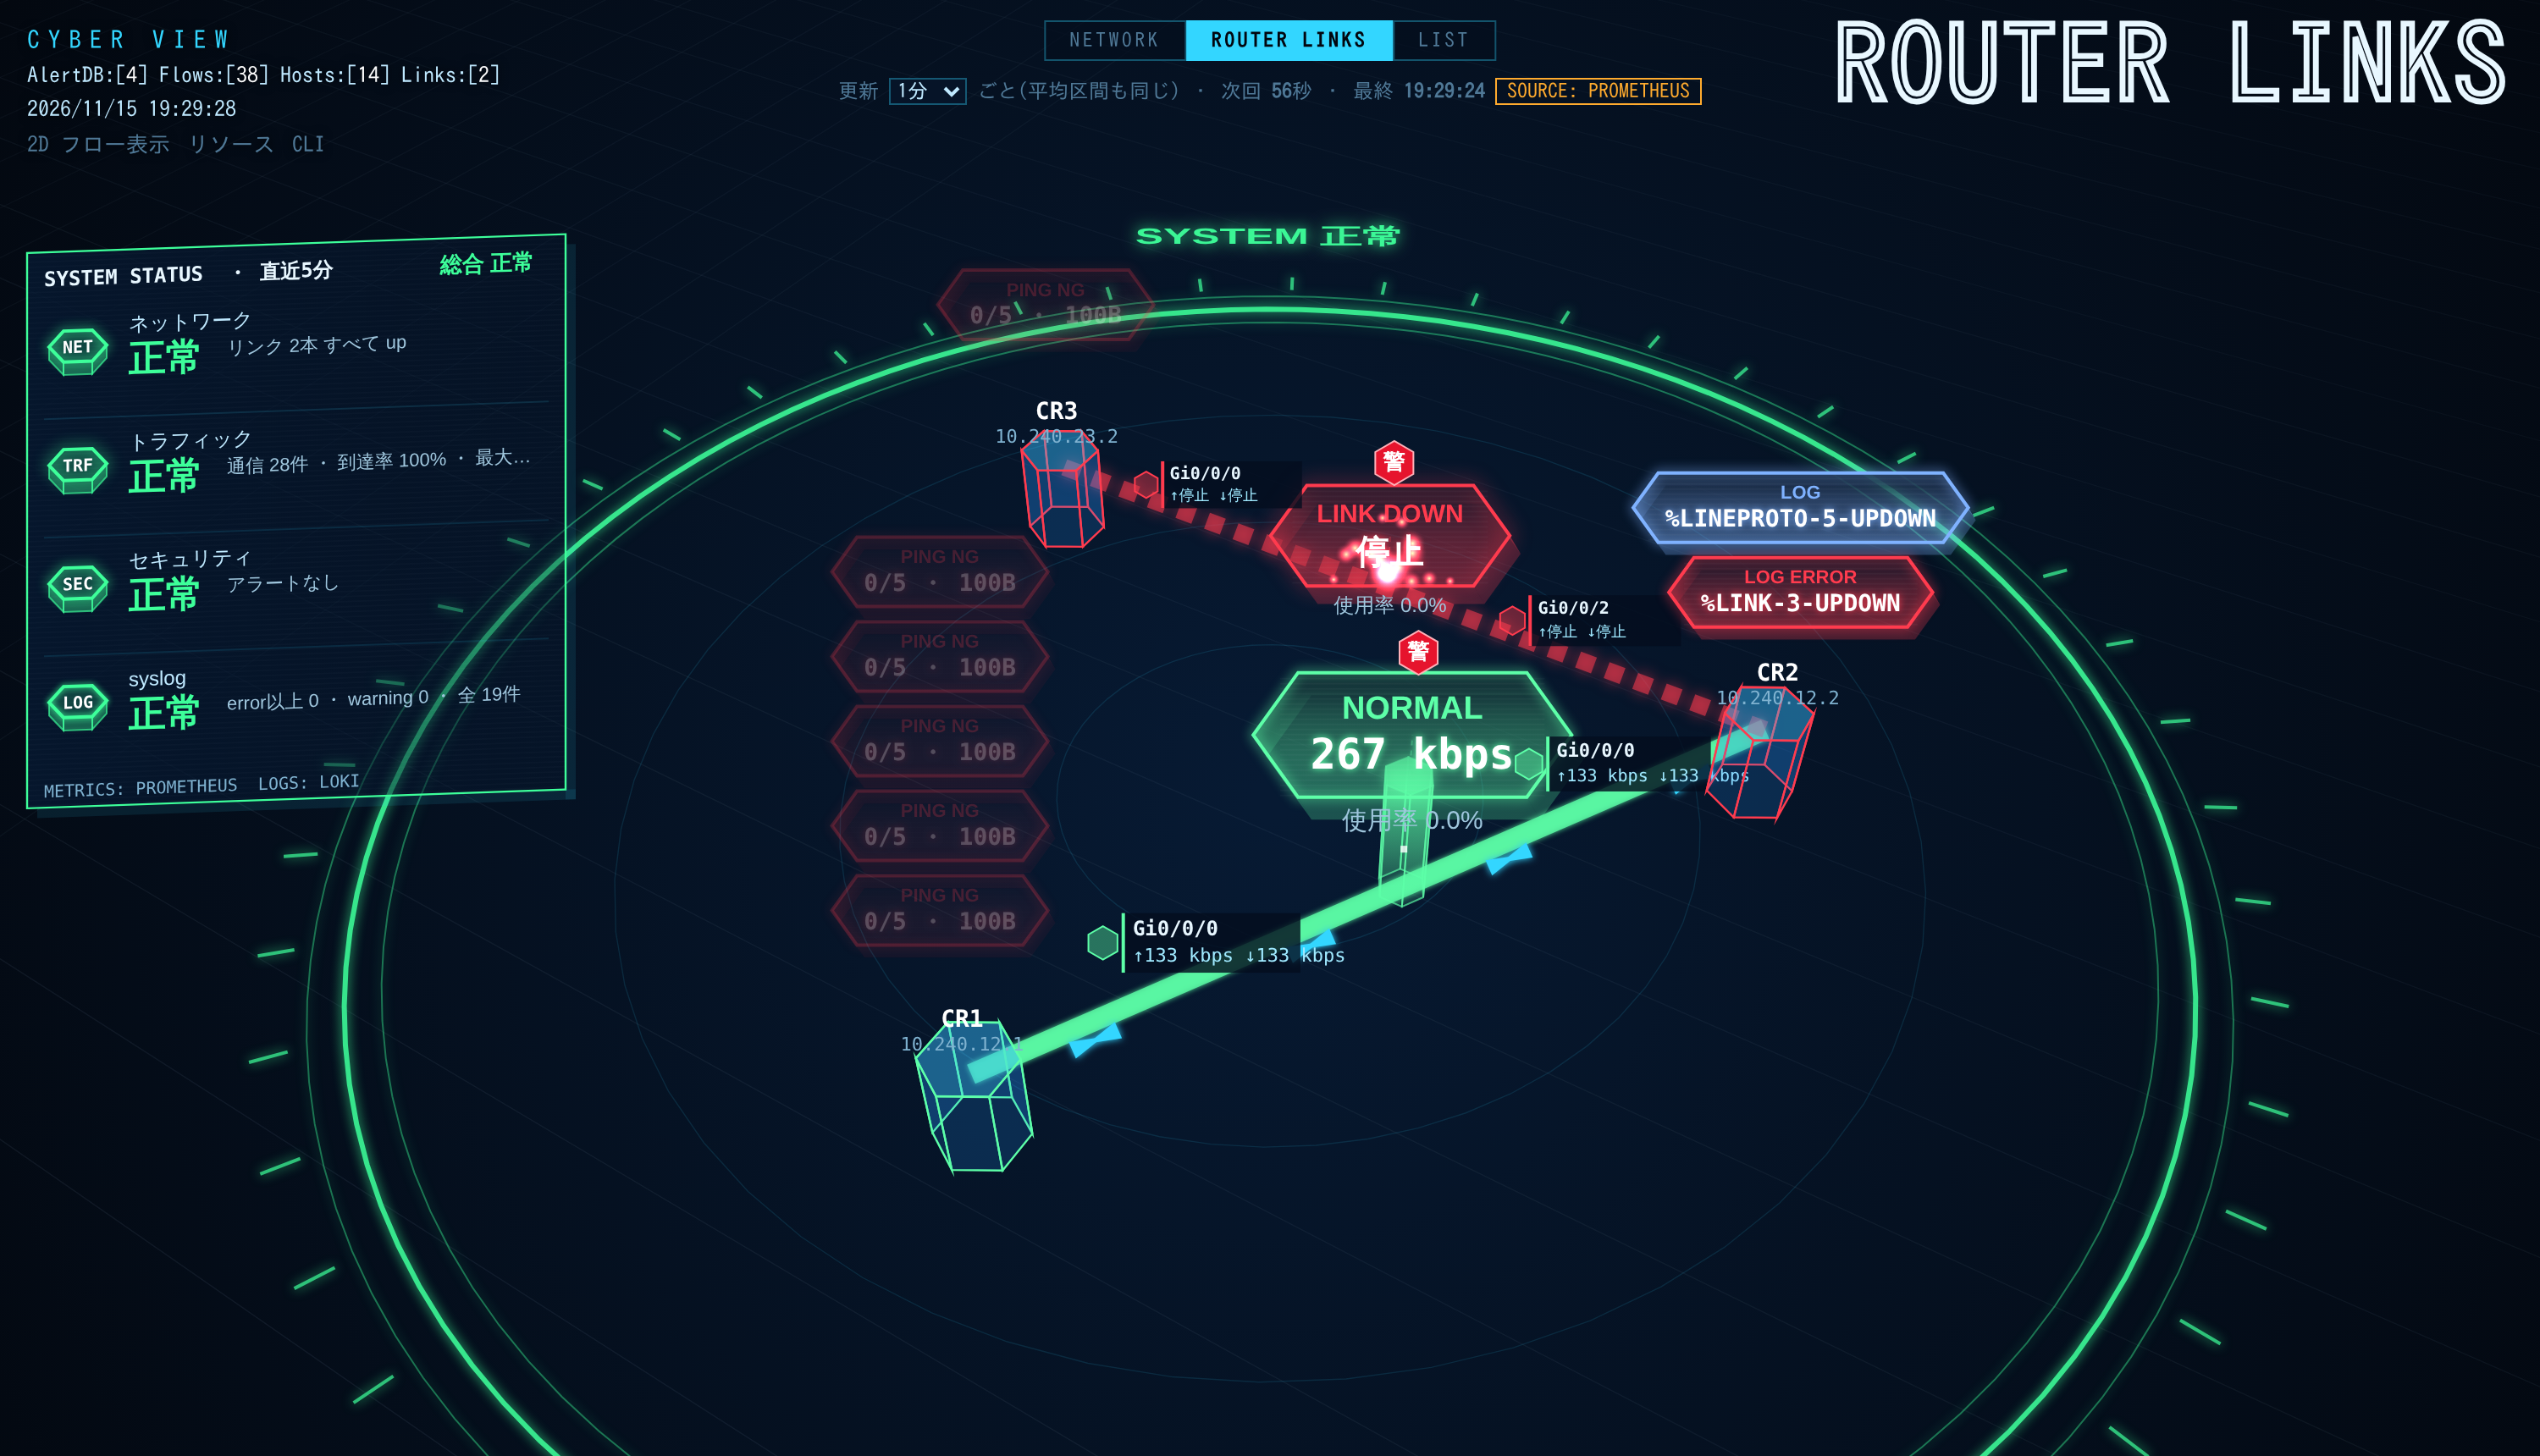 CYBER VIEW
AlertDB:[4] Flows:[38] Hosts:[14] Links:[2]
2026/11/15 19:29:28
2D フロー表示 リソース CLI
NETWORK
ROUTER LINKS
LIST
更新 1分 ごと(平均区間も同じ) ・ 次回 56秒 ・ 最終 19:29:24 SOURCE: PROMETHEUS
ROUTER LINKS
SYSTEM 正常
SYSTEM STATUS ・ 直近5分 総合 正常
NET
ネットワーク
正常 リンク 2本 すべて up
TRF
トラフィック
正常 通信 28件 ・ 到達率 100% ・ 最大…
SEC
セキュリティ
正常 アラートなし
LOG
syslog
正常 error以上 0 ・ warning 0 ・ 全 19件
METRICS: PROMETHEUS LOGS: LOKI
PING NG
0/5 ・ 100B
CR3
10.240.23.2
Gi0/0/0
↑停止 ↓停止
警
LINK DOWN
停止
使用率 0.0%
LOG
%LINEPROTO-5-UPDOWN
LOG ERROR
%LINK-3-UPDOWN
Gi0/0/2
↑停止 ↓停止
PING NG
0/5 ・ 100B
PING NG
0/5 ・ 100B
PING NG
0/5 ・ 100B
PING NG
0/5 ・ 100B
PING NG
0/5 ・ 100B
警
NORMAL
267 kbps
使用率 0.0%
CR2
10.240.12.2
Gi0/0/0
↑133 kbps ↓133 kbps
Gi0/0/0
↑133 kbps ↓133 kbps
CR1
10.240.12.1